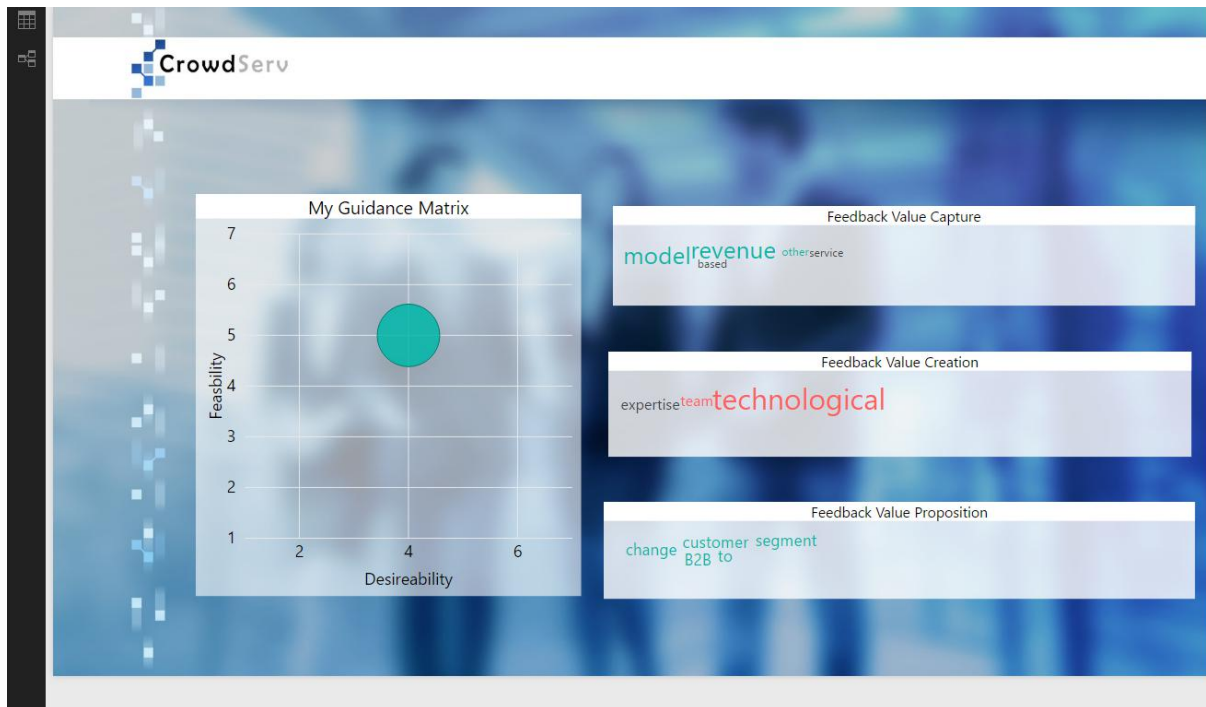 CrowdServ
My Guidance Matrix
7
6
5
4
3
2
1
Feasbility
2 4 6
Desireability
Feedback Value Capture
model revenue other service
based
Feedback Value Creation
expertise team technological
Feedback Value Proposition
change customer segment
B2B to